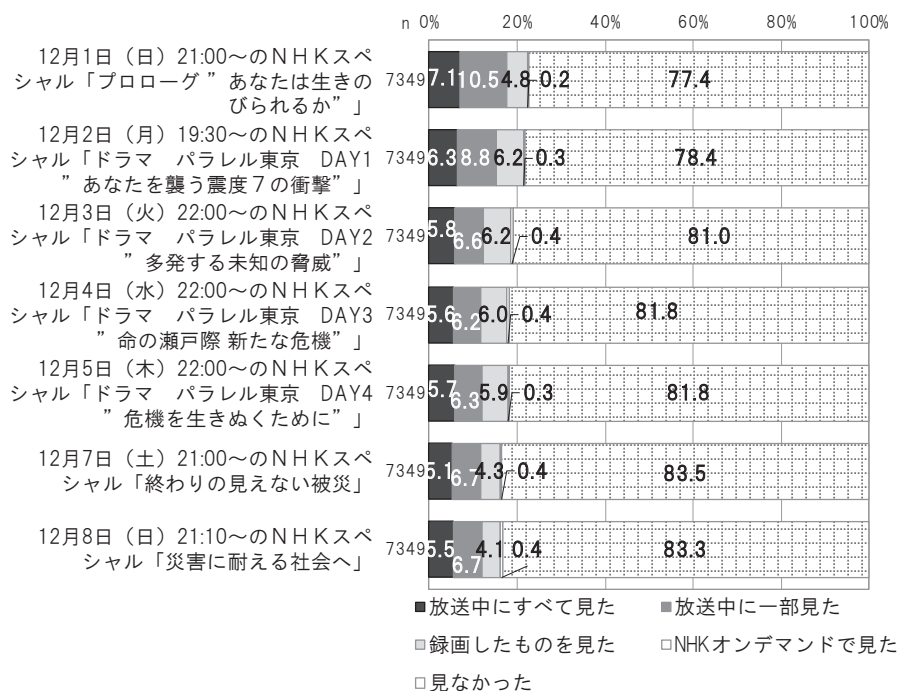 n 0% 20% 40% 60% 80% 100%
12月1日（日）21:00～のＮＨＫスペ
シャル「プロローグ ” あなたは生きの
びられるか” 」
73499 7.1 10.5 4.8 0.2 77.4
12月2日（月）19:30～のＮＨＫスペ
シャル「ドラマ　パラレル東京　DAY1
” あなたを襲う震度７の衝撃” 」
73499 6.3 8.8 6.2 0.3 78.4
12月3日（火）22:00～のＮＨＫスペ
シャル「ドラマ　パラレル東京　DAY2
” 多発する未知の脅威” 」
73499 5.8 6.6 6.2 0.4 81.0
12月4日（水）22:00～のＮＨＫスペ
シャル「ドラマ　パラレル東京　DAY3
” 命の瀬戸際 新たな危機” 」
73499 5.6 6.2 6.0 0.4 81.8
12月5日（木）22:00～のＮＨＫスペ
シャル「ドラマ　パラレル東京　DAY4
” 危機を生きぬくために” 」
73499 5.7 6.3 5.9 0.3 81.8
12月7日（土）21:00～のＮＨＫスペ
シャル「終わりの見えない被災」
73499 5.1 6.7 4.3 0.4 83.5
12月8日（日）21:10～のＮＨＫスペ
シャル「災害に耐える社会へ」
73499 5.5 6.7 4.1 0.4 83.3
放送中にすべて見た 放送中に一部見た
録画したものを見た NHKオンデマンドで見た
見なかった